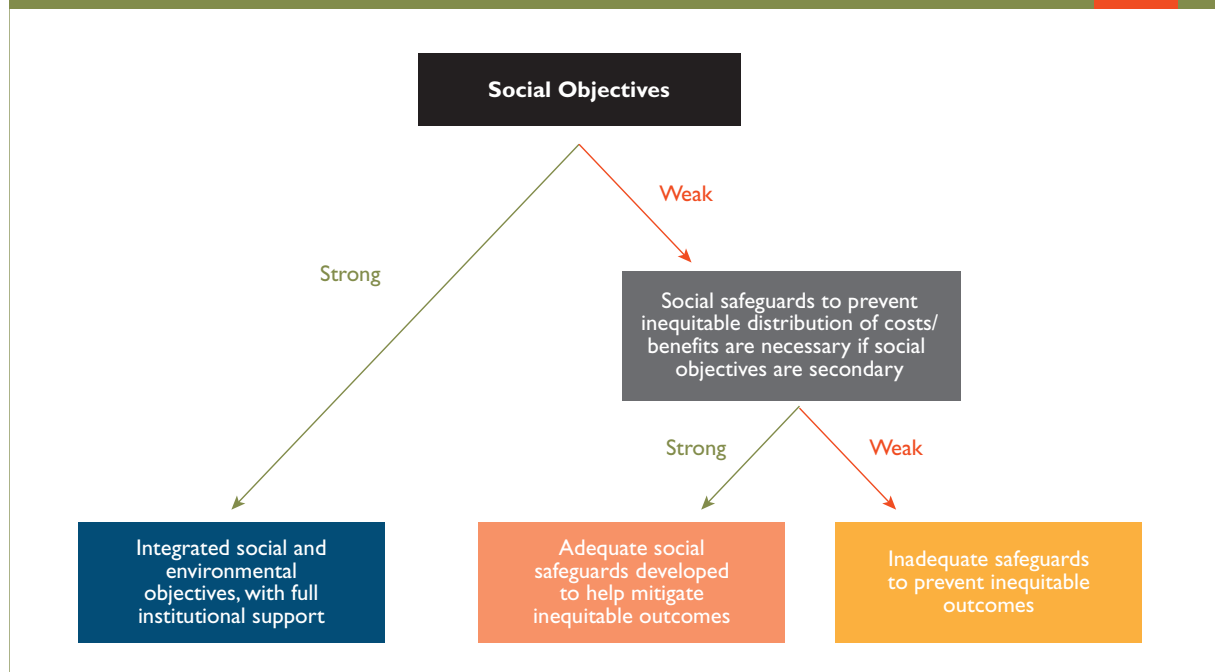 Social Objectives
Weak
Strong
Social safeguards to prevent
inequitable distribution of costs/
benefits are necessary if social
objectives are secondary
Strong
Weak
Integrated social and
environmental
objectives, with full
institutional support
Adequate social
safeguards developed
to help mitigate
inequitable outcomes
Inadequate safeguards
to prevent inequitable
outcomes